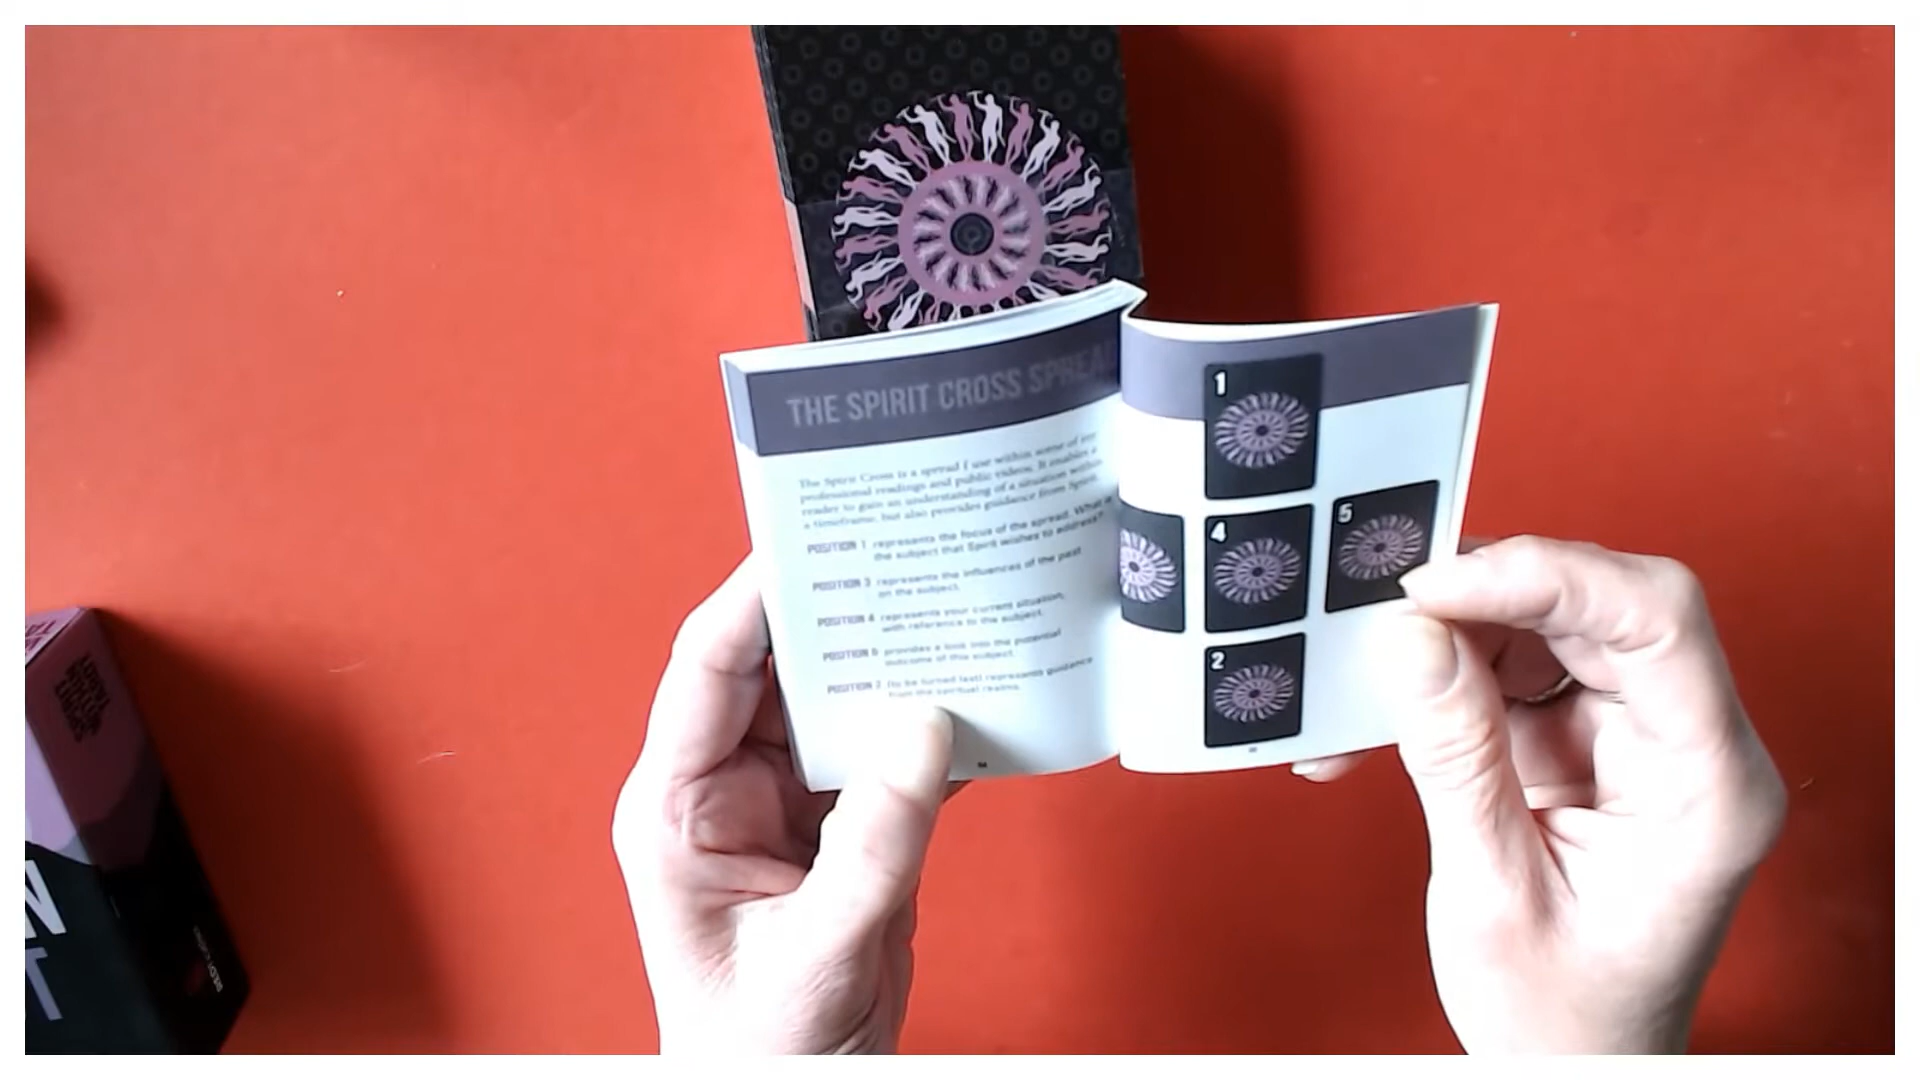 THE SPIRIT CROSS SPREA
The Spirit Cross is a spread I use within some of my
professional readings and public videos. It enables a
reader to gain an understanding of a situation within
a timeframe, but also provides guidance from Spirit.
POSITION 1 represents the focus of the spread. What is
the subject that Spirit wishes to address?
POSITION 3 represents the influences of the past
on the subject.
POSITION 4 represents your current situation,
with reference to the subject.
POSITION 5 provides a look into the potential
outcome of this subject.
POSITION 2 (to be turned last) represents guidance
from the spiritual realms.
1
4
5
2
SPIRIT
WITHIN
TAROT
N
T